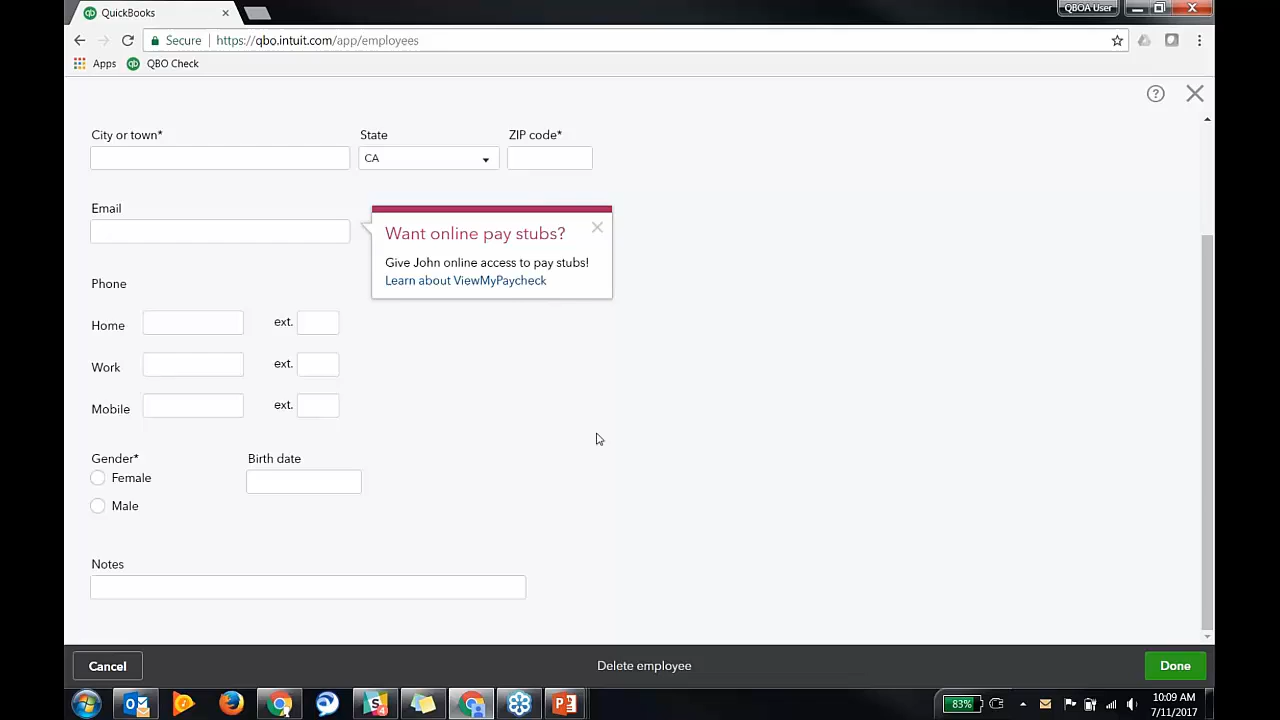 QuickBooks
QBOA User
Secure
https://qbo.intuit.com/app/employees
Apps
QBO Check
City or town*
State
ZIP code*
CA
Email
Want online pay stubs?
Give John online access to pay stubs!
Learn about ViewMyPaycheck
Phone
Home
ext.
Work
ext.
Mobile
ext.
Gender*
Birth date
Female
Male
Notes
Cancel
Delete employee
Done
83%
10:09 AM
7/11/2017